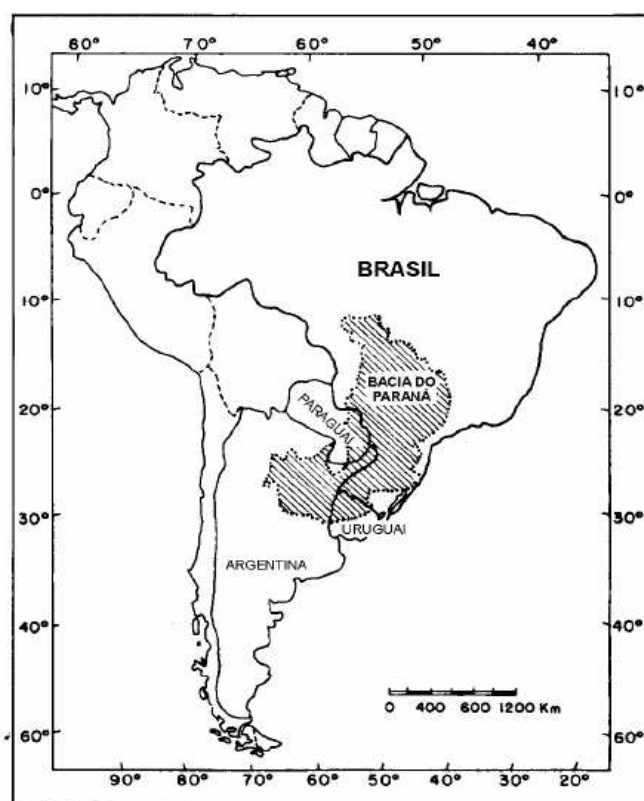 80° 70° 60° 50° 40°
10° 10°
0° 0°
BRASIL
10° 10°
BACIA DO
PARANÁ
PARAGUAI
20° 20°
30° 30°
URUGUAI
ARGENTINA
40° 40°
0 400 600 1200 Km
60° 60°
90° 80° 70° 60° 50° 40° 30° 20°